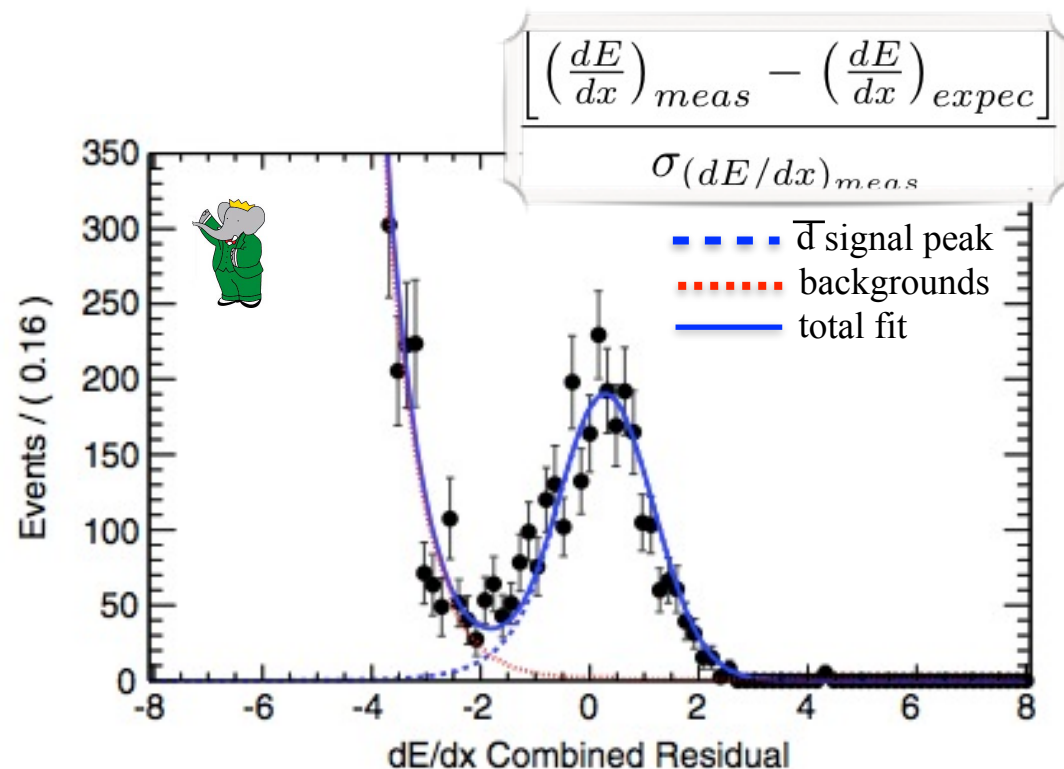 [(dE/dx)meas − (dE/dx)expec]
σ(dE/dx)meas
350
300
250
200
150
100
50
0
Events / ( 0.16 )
d̅ signal peak
backgrounds
total fit
-8 -6 -4 -2 0 2 4 6 8
dE/dx Combined Residual